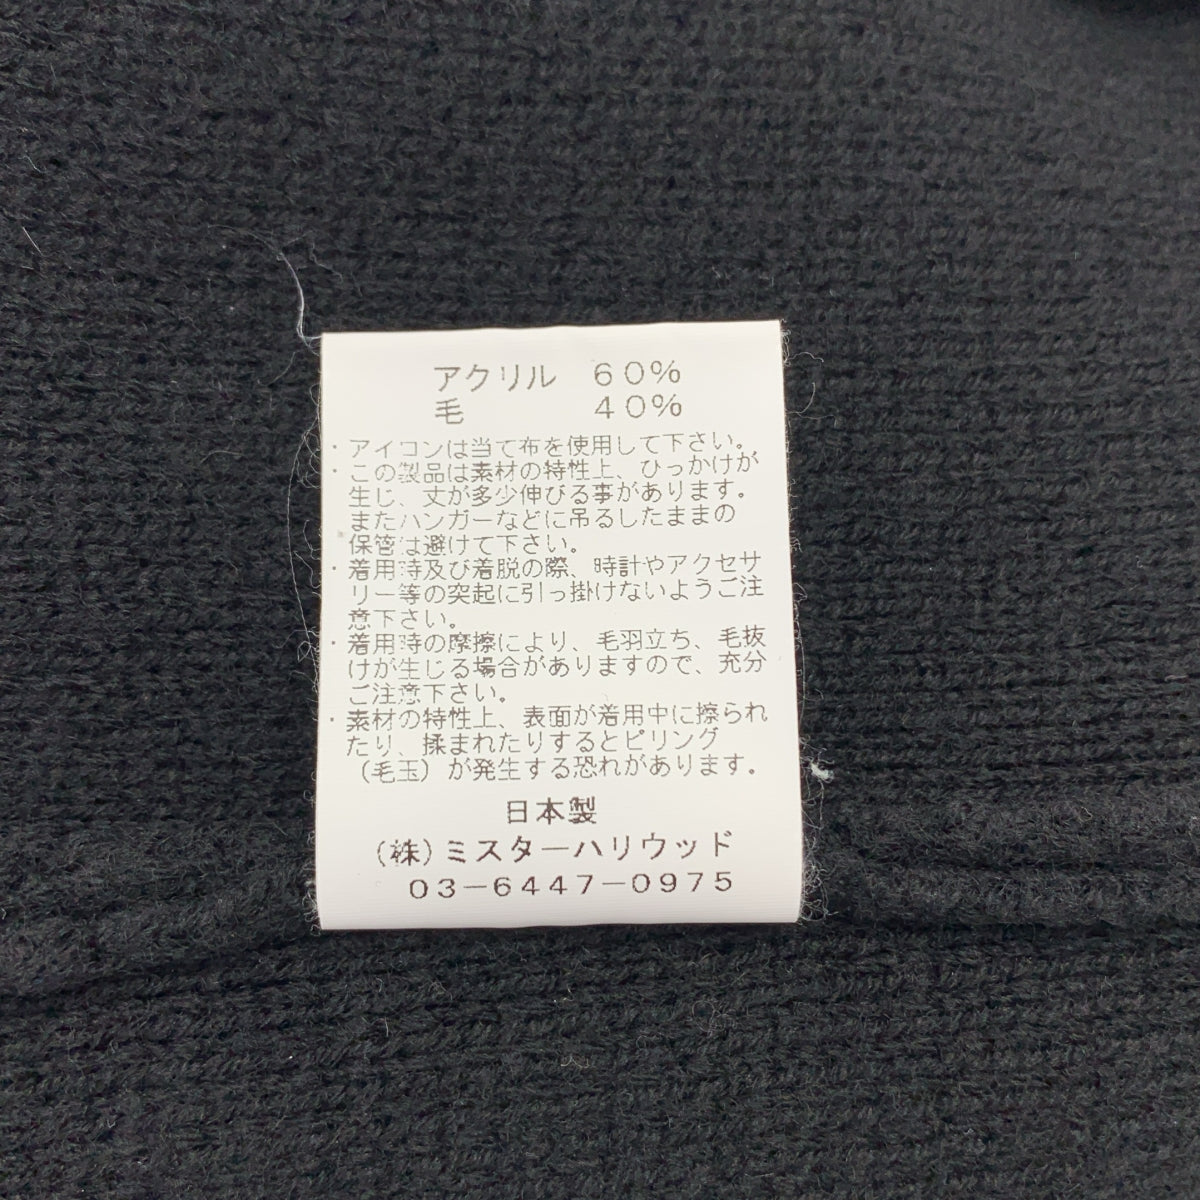 アクリル 60%
毛 40%
・アイロンは当て布を使用して下さい。
・この製品は素材の特性上、ひっかけが
生じ、丈が多少伸びる事があります。
またハンガーなどに吊るしたままの
保管は避けて下さい。
・着用時及び着脱の際、時計やアクセサ
リー等の突起に引っ掛けないようご注
意下さい。
・着用時の摩擦により、毛羽立ち、毛抜
けが生じる場合がありますので、充分
ご注意下さい。
・素材の特性上、表面が着用中に擦られ
たり、揉まれたりするとピリング
（毛玉）が発生する恐れがあります。
日本製
(株)ミスターハリウッド
03-6447-0975